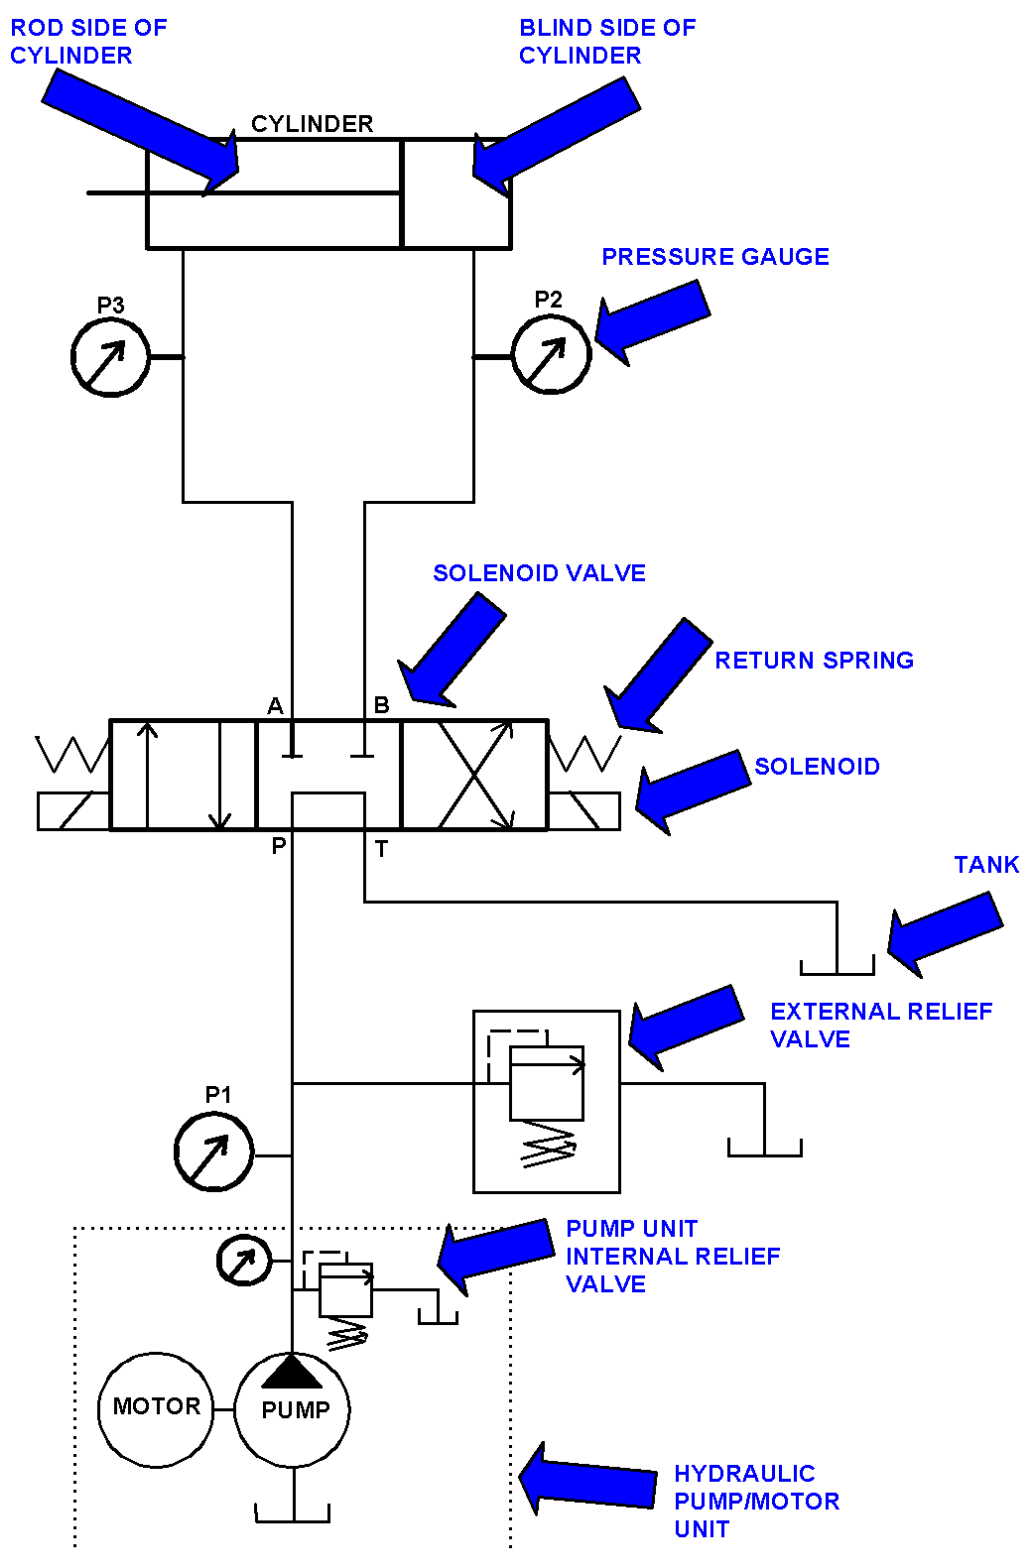 ROD SIDE OF
CYLINDER
BLIND SIDE OF
CYLINDER
CYLINDER
PRESSURE GAUGE
P3
P2
SOLENOID VALVE
RETURN SPRING
A
B
SOLENOID
P
T
TANK
EXTERNAL RELIEF
VALVE
P1
PUMP UNIT
INTERNAL RELIEF
VALVE
MOTOR
PUMP
HYDRAULIC
PUMP/MOTOR
UNIT